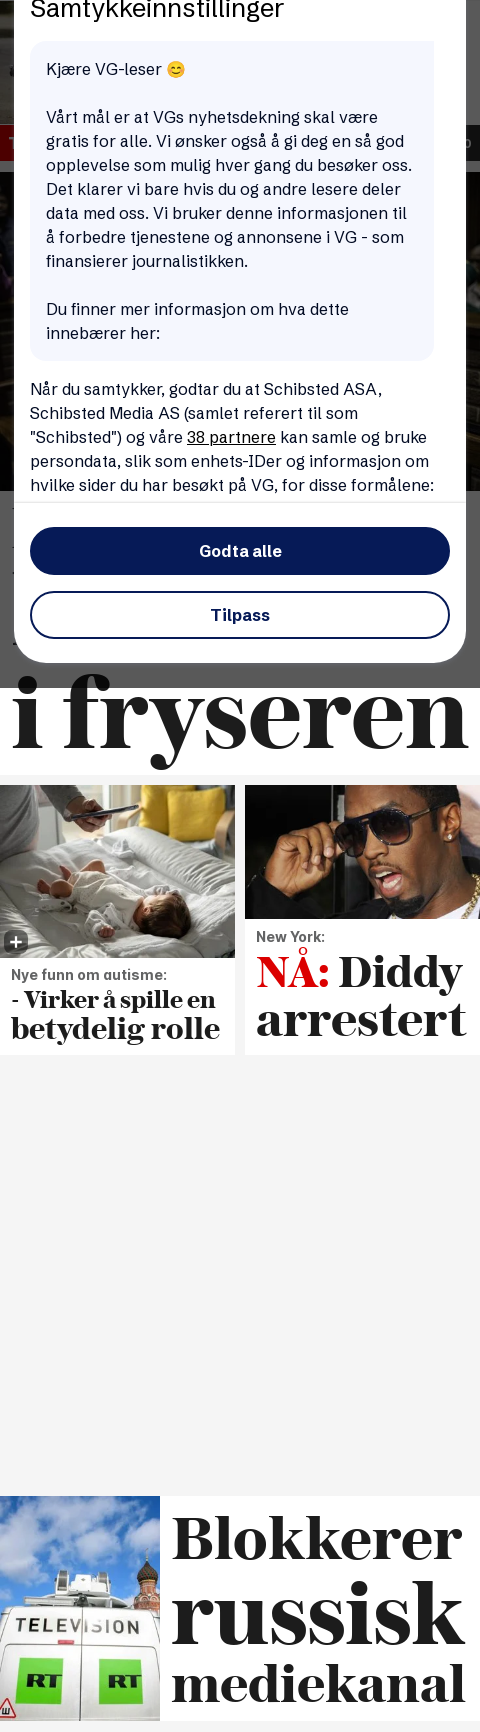 Samtykkeinnstillinger
Kjære VG-leser 😊
Vårt mål er at VGs nyhetsdekning skal være
gratis for alle. Vi ønsker også å gi deg en så god
opplevelse som mulig hver gang du besøker oss.
Det klarer vi bare hvis du og andre lesere deler
data med oss. Vi bruker denne informasjonen til
å forbedre tjenestene og annonsene i VG - som
finansierer journalistikken.
Du finner mer informasjon om hva dette
innebærer her:
Når du samtykker, godtar du at Schibsted ASA,
Schibsted Media AS (samlet referert til som
"Schibsted") og våre 38 partnere kan samle og bruke
persondata, slik som enhets-IDer og informasjon om
hvilke sider du har besøkt på VG, for disse formålene:
Godta alle
Tilpass
i fryseren
Nye funn om autisme:
- Virker å spille en
betydelig rolle
New York:
NÅ: Diddy
arrestert
TELEVISION
RT RT
Blokkerer
russisk
mediekanal